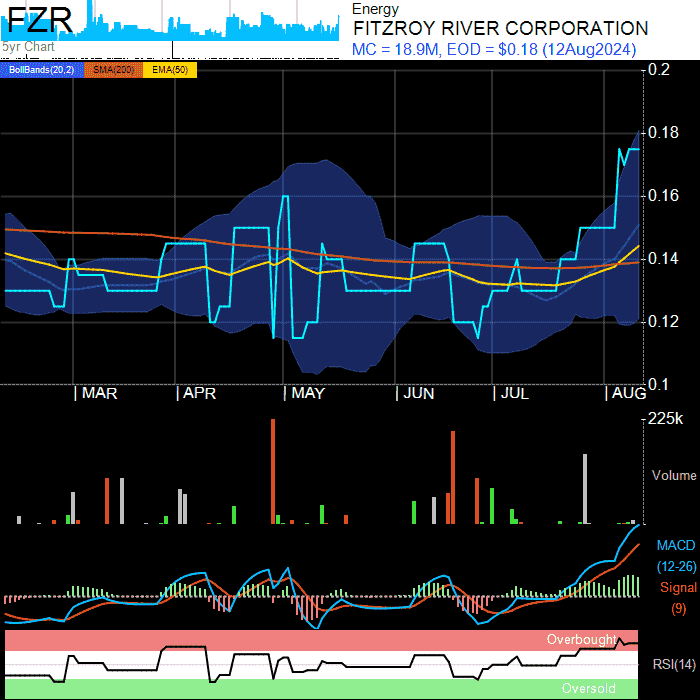 FZR
5yr Chart
Energy
FITZROY RIVER CORPORATION
MC = 18.9M, EOD = $0.18 (12Aug2024)
BollBands(20,2) SMA(200) EMA(50)
0.2
0.18
0.16
0.14
0.12
0.1
MAR APR MAY JUN JUL AUG
225k
Volume
MACD
(12-26)
Signal
(9)
Overbought
RSI(14)
Oversold